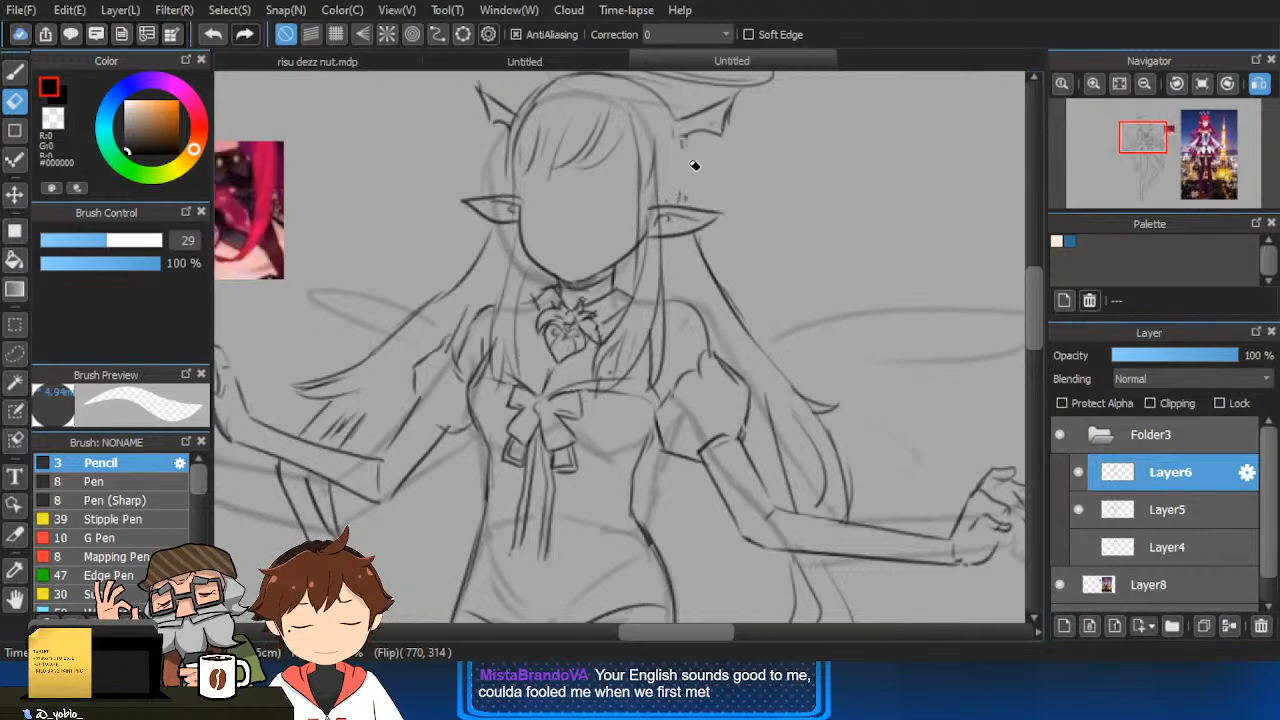 File(F) Edit(E) Layer(L) Filter(R) Select(S) Snap(N) Color(C) View(V) Tool(T) Window(W) Cloud Time-lapse Help
AntiAliasing Correction 0 Soft Edge
Color
risu dezz nut.mdp Untitled Untitled
Navigator
R:0
G:0
#000000
Brush Control
29
100 %
Palette
---
Layer
Opacity 100 %
Blending Normal
Protect Alpha Clipping Lock
Brush Preview
4.94m
Brush: NONAME
3 Pencil
8 Pen
8 Pen (Sharp)
39 Stipple Pen
10 G Pen
8 Mapping Pen
47 Edge Pen
30
Folder3
Layer6
Layer5
Layer4
Layer8
(Flip)( 770, 314 )
MistaBrandoVA Your English sounds good to me,
coulda fooled me when we first met